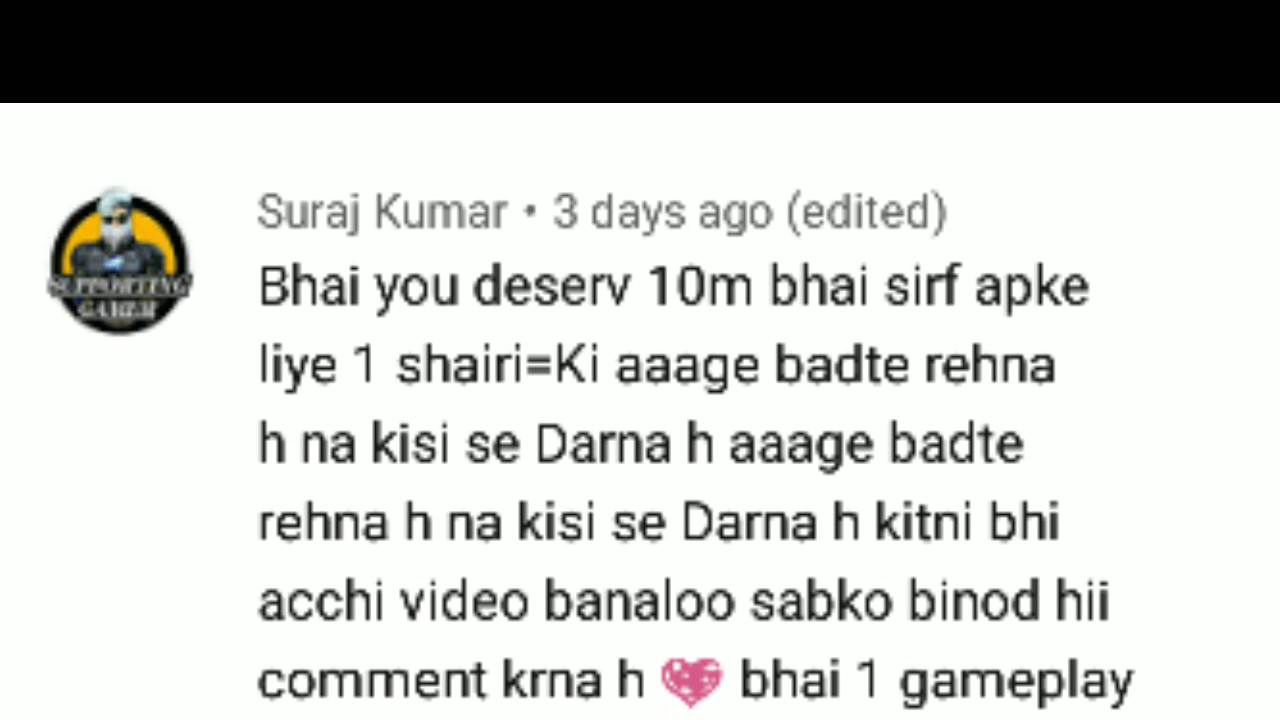 SUPPORTING
GAMER
Suraj Kumar • 3 days ago (edited)
Bhai you deserv 10m bhai sirf apke
liye 1 shairi=Ki aaage badte rehna
h na kisi se Darna h aaage badte
rehna h na kisi se Darna h kitni bhi
acchi video banaloo sabko binod hii
comment krna h 💖 bhai 1 gameplay